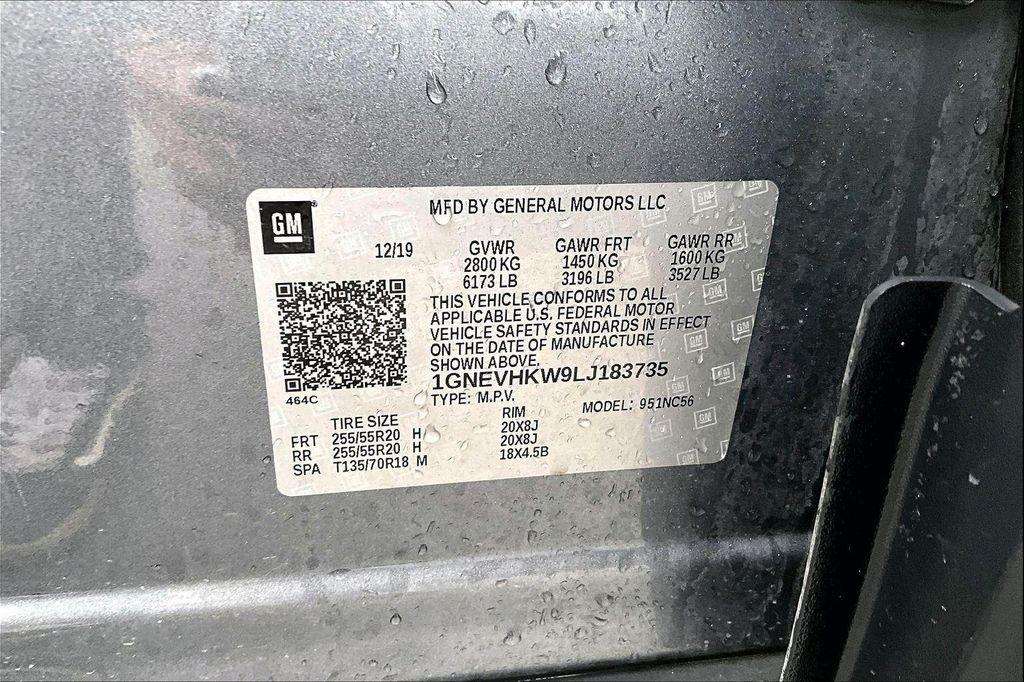 GM
MFD BY GENERAL MOTORS LLC
12/19 GVWR GAWR FRT GAWR RR
2800 KG 1450 KG 1600 KG
6173 LB 3196 LB 3527 LB
THIS VEHICLE CONFORMS TO ALL
APPLICABLE U.S. FEDERAL MOTOR
VEHICLE SAFETY STANDARDS IN EFFECT
ON THE DATE OF MANUFACTURE
SHOWN ABOVE.
1GNEVHKW9LJ183735
464C
TYPE: M.P.V. MODEL: 951NC56
TIRE SIZE RIM
FRT 255/55R20 H 20X8J
RR 255/55R20 H 20X8J
SPA T135/70R18 M 18X4.5B